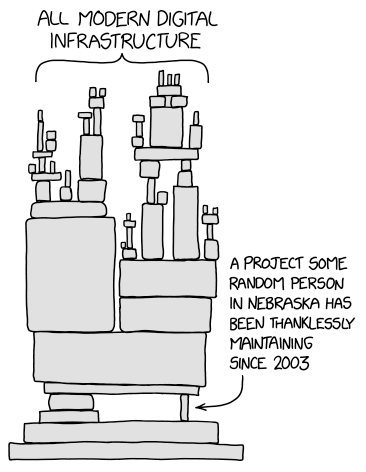 ALL MODERN DIGITAL
INFRASTRUCTURE
A PROJECT SOME
RANDOM PERSON
IN NEBRASKA HAS
BEEN THANKLESSLY
MAINTAINING
SINCE 2003